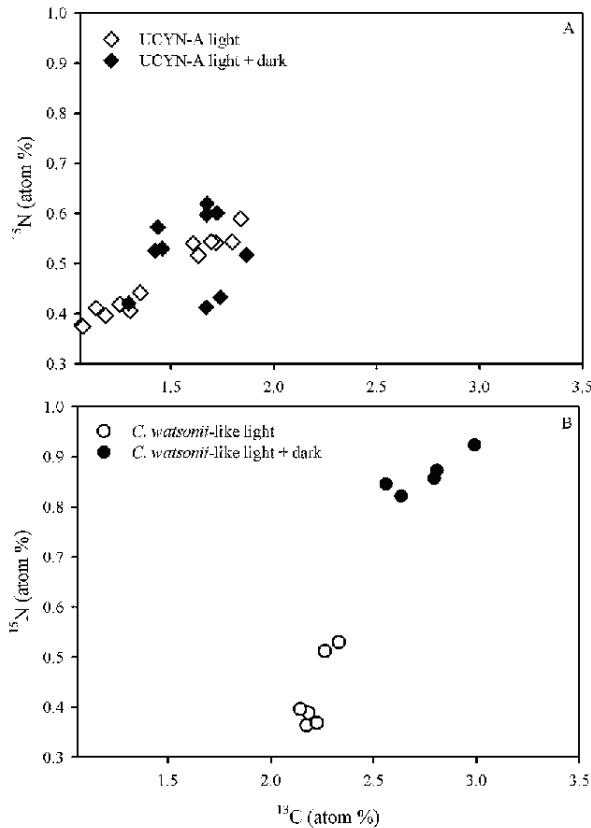 1.0
A
◇ UCYN-A light
◆ UCYN-A light + dark
0.9
0.8
0.7
0.6
0.5
0.4
0.3
¹⁵N (atom %)
1.5 2.0 2.5 3.0 3.5
1.0
B
○ C. watsonii-like light
● C. watsonii-like light + dark
0.9
0.8
0.7
0.6
0.5
0.4
0.3
¹⁵N (atom %)
1.5 2.0 2.5 3.0 3.5
¹³C (atom %)